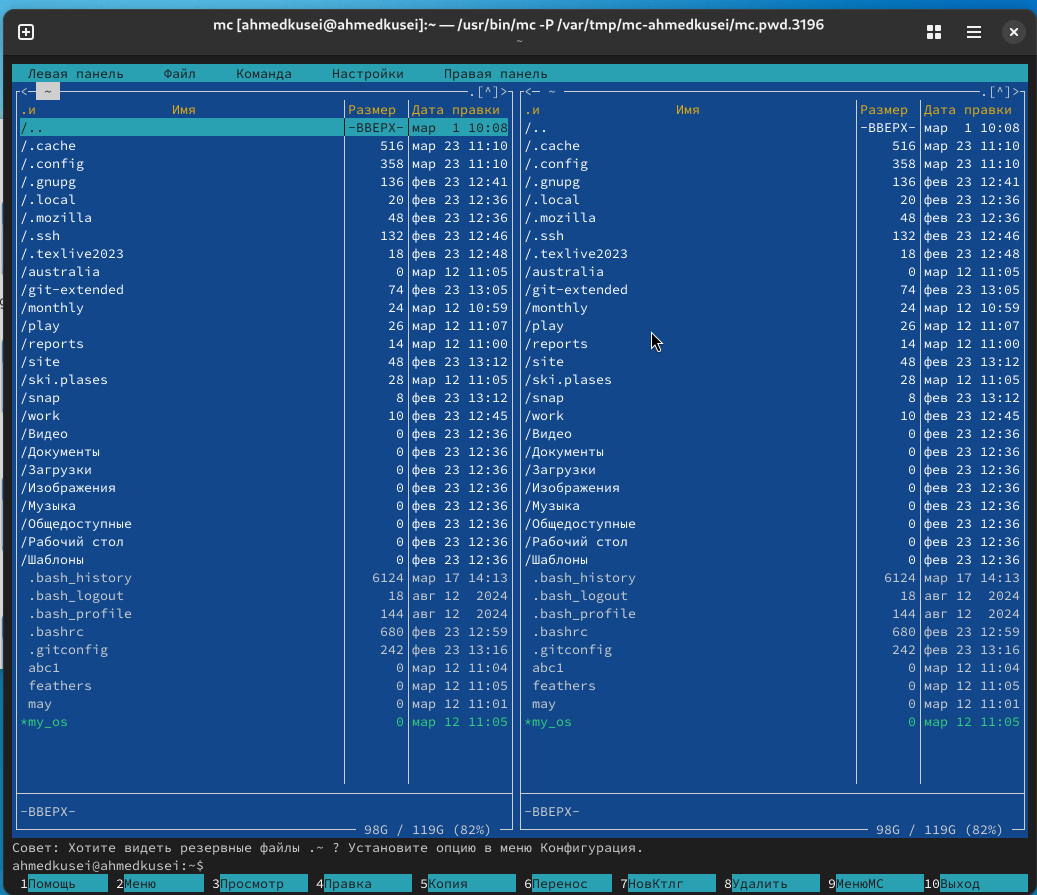 mc [ahmedkusei@ahmedkusei]:~ — /usr/bin/mc -P /var/tmp/mc-ahmedkusei/mc.pwd.3196
~
Левая панель Файл Команда Настройки Правая панель
<─ ~ .[^]> <─ ~ .[^]>
.и Имя Размер Дата правки .и Имя Размер Дата правки
/.. -ВВЕРХ- мар 1 10:08 /.. -ВВЕРХ- мар 1 10:08
/.cache 516 мар 23 11:10 /.cache 516 мар 23 11:10
/.config 358 мар 23 11:10 /.config 358 мар 23 11:10
/.gnupg 136 фев 23 12:41 /.gnupg 136 фев 23 12:41
/.local 20 фев 23 12:36 /.local 20 фев 23 12:36
/.mozilla 48 фев 23 12:36 /.mozilla 48 фев 23 12:36
/.ssh 132 фев 23 12:46 /.ssh 132 фев 23 12:46
/.texlive2023 18 фев 23 12:48 /.texlive2023 18 фев 23 12:48
/australia 0 мар 12 11:05 /australia 0 мар 12 11:05
/git-extended 74 фев 23 13:05 /git-extended 74 фев 23 13:05
/monthly 24 мар 12 10:59 /monthly 24 мар 12 10:59
/play 26 мар 12 11:07 /play 26 мар 12 11:07
/reports 14 мар 12 11:00 /reports 14 мар 12 11:00
/site 48 фев 23 13:12 /site 48 фев 23 13:12
/ski.plases 28 мар 12 11:05 /ski.plases 28 мар 12 11:05
/snap 8 фев 23 13:12 /snap 8 фев 23 13:12
/work 10 фев 23 12:45 /work 10 фев 23 12:45
/Видео 0 фев 23 12:36 /Видео 0 фев 23 12:36
/Документы 0 фев 23 12:36 /Документы 0 фев 23 12:36
/Загрузки 0 фев 23 12:36 /Загрузки 0 фев 23 12:36
/Изображения 0 фев 23 12:36 /Изображения 0 фев 23 12:36
/Музыка 0 фев 23 12:36 /Музыка 0 фев 23 12:36
/Общедоступные 0 фев 23 12:36 /Общедоступные 0 фев 23 12:36
/Рабочий стол 0 фев 23 12:36 /Рабочий стол 0 фев 23 12:36
/Шаблоны 0 фев 23 12:36 /Шаблоны 0 фев 23 12:36
.bash_history 6124 мар 17 14:13 .bash_history 6124 мар 17 14:13
.bash_logout 18 авг 12 2024 .bash_logout 18 авг 12 2024
.bash_profile 144 авг 12 2024 .bash_profile 144 авг 12 2024
.bashrc 680 фев 23 12:59 .bashrc 680 фев 23 12:59
.gitconfig 242 фев 23 13:16 .gitconfig 242 фев 23 13:16
abc1 0 мар 12 11:04 abc1 0 мар 12 11:04
feathers 0 мар 12 11:05 feathers 0 мар 12 11:05
may 0 мар 12 11:01 may 0 мар 12 11:01
*my_os 0 мар 12 11:05 *my_os 0 мар 12 11:05
-ВВЕРХ- -ВВЕРХ-
98G / 119G (82%) 98G / 119G (82%)
Совет: Хотите видеть резервные файлы .~ ? Установите опцию в меню Конфигурация.
ahmedkusei@ahmedkusei:~$
1Помощь 2Меню 3Просмотр 4Правка 5Копия 6Перенос 7НовКтлг 8Удалить 9МенюМС 10Выход